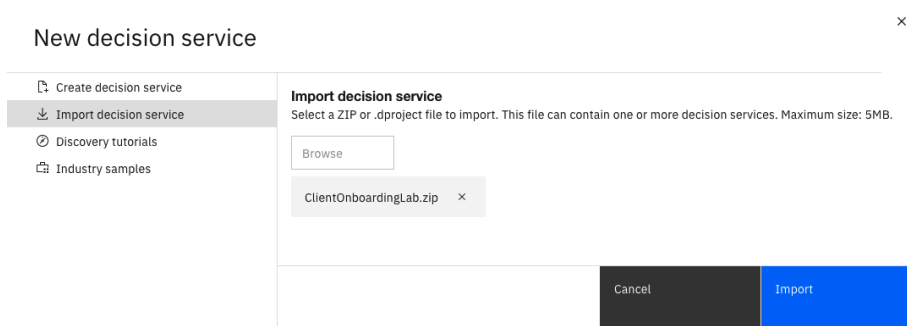 New decision service
Create decision service
Import decision service
Discovery tutorials
Industry samples
Import decision service
Select a ZIP or .dproject file to import. This file can contain one or more decision services. Maximum size: 5MB.
Browse
ClientOnboardingLab.zip
Cancel
Import